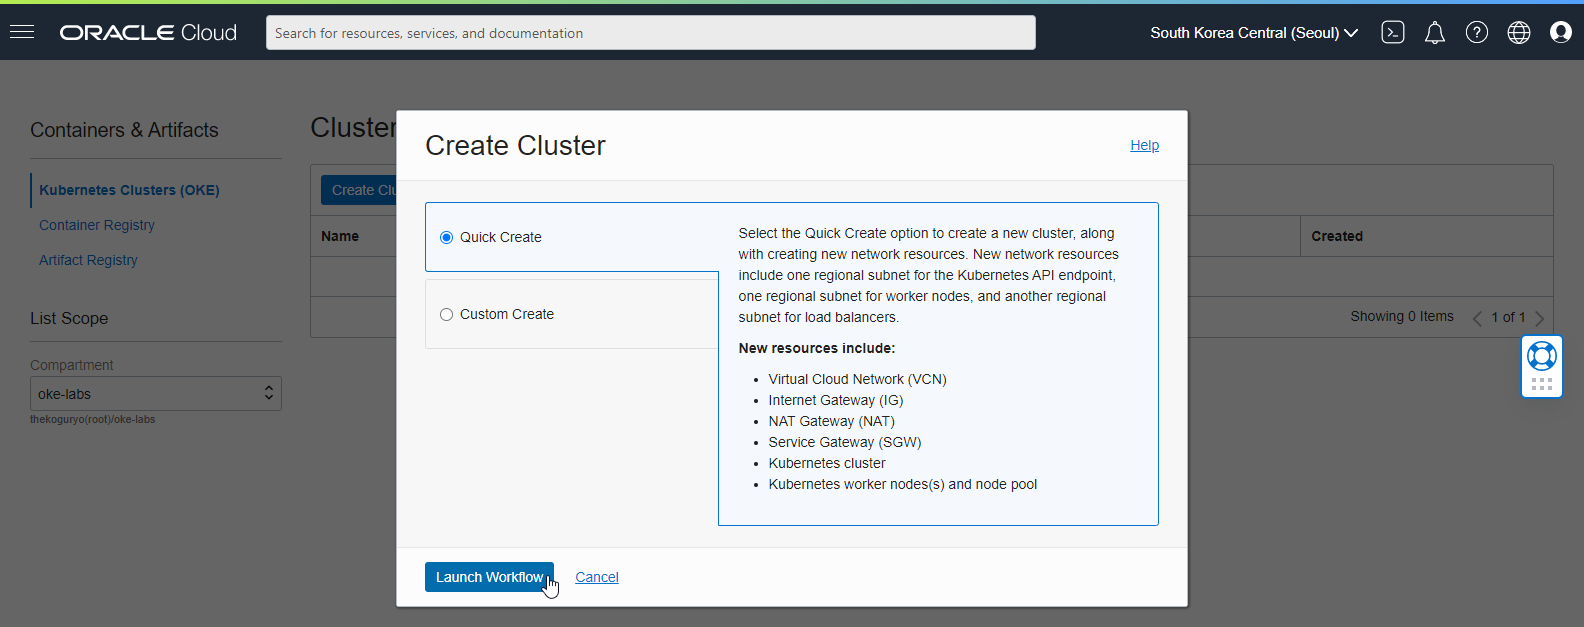 ORACLE Cloud
Search for resources, services, and documentation
South Korea Central (Seoul)
Containers & Artifacts
Kubernetes Clusters (OKE)
Container Registry
Artifact Registry
List Scope
Compartment
oke-labs
thekoguryo(root)/oke-labs
Cluster
Create Clu
Name
Created
Showing 0 Items
1 of 1
Create Cluster
Help
Quick Create
Custom Create
Select the Quick Create option to create a new cluster, along
with creating new network resources. New network resources
include one regional subnet for the Kubernetes API endpoint,
one regional subnet for worker nodes, and another regional
subnet for load balancers.
New resources include:
• Virtual Cloud Network (VCN)
• Internet Gateway (IG)
• NAT Gateway (NAT)
• Service Gateway (SGW)
• Kubernetes cluster
• Kubernetes worker nodes(s) and node pool
Launch Workflow
Cancel